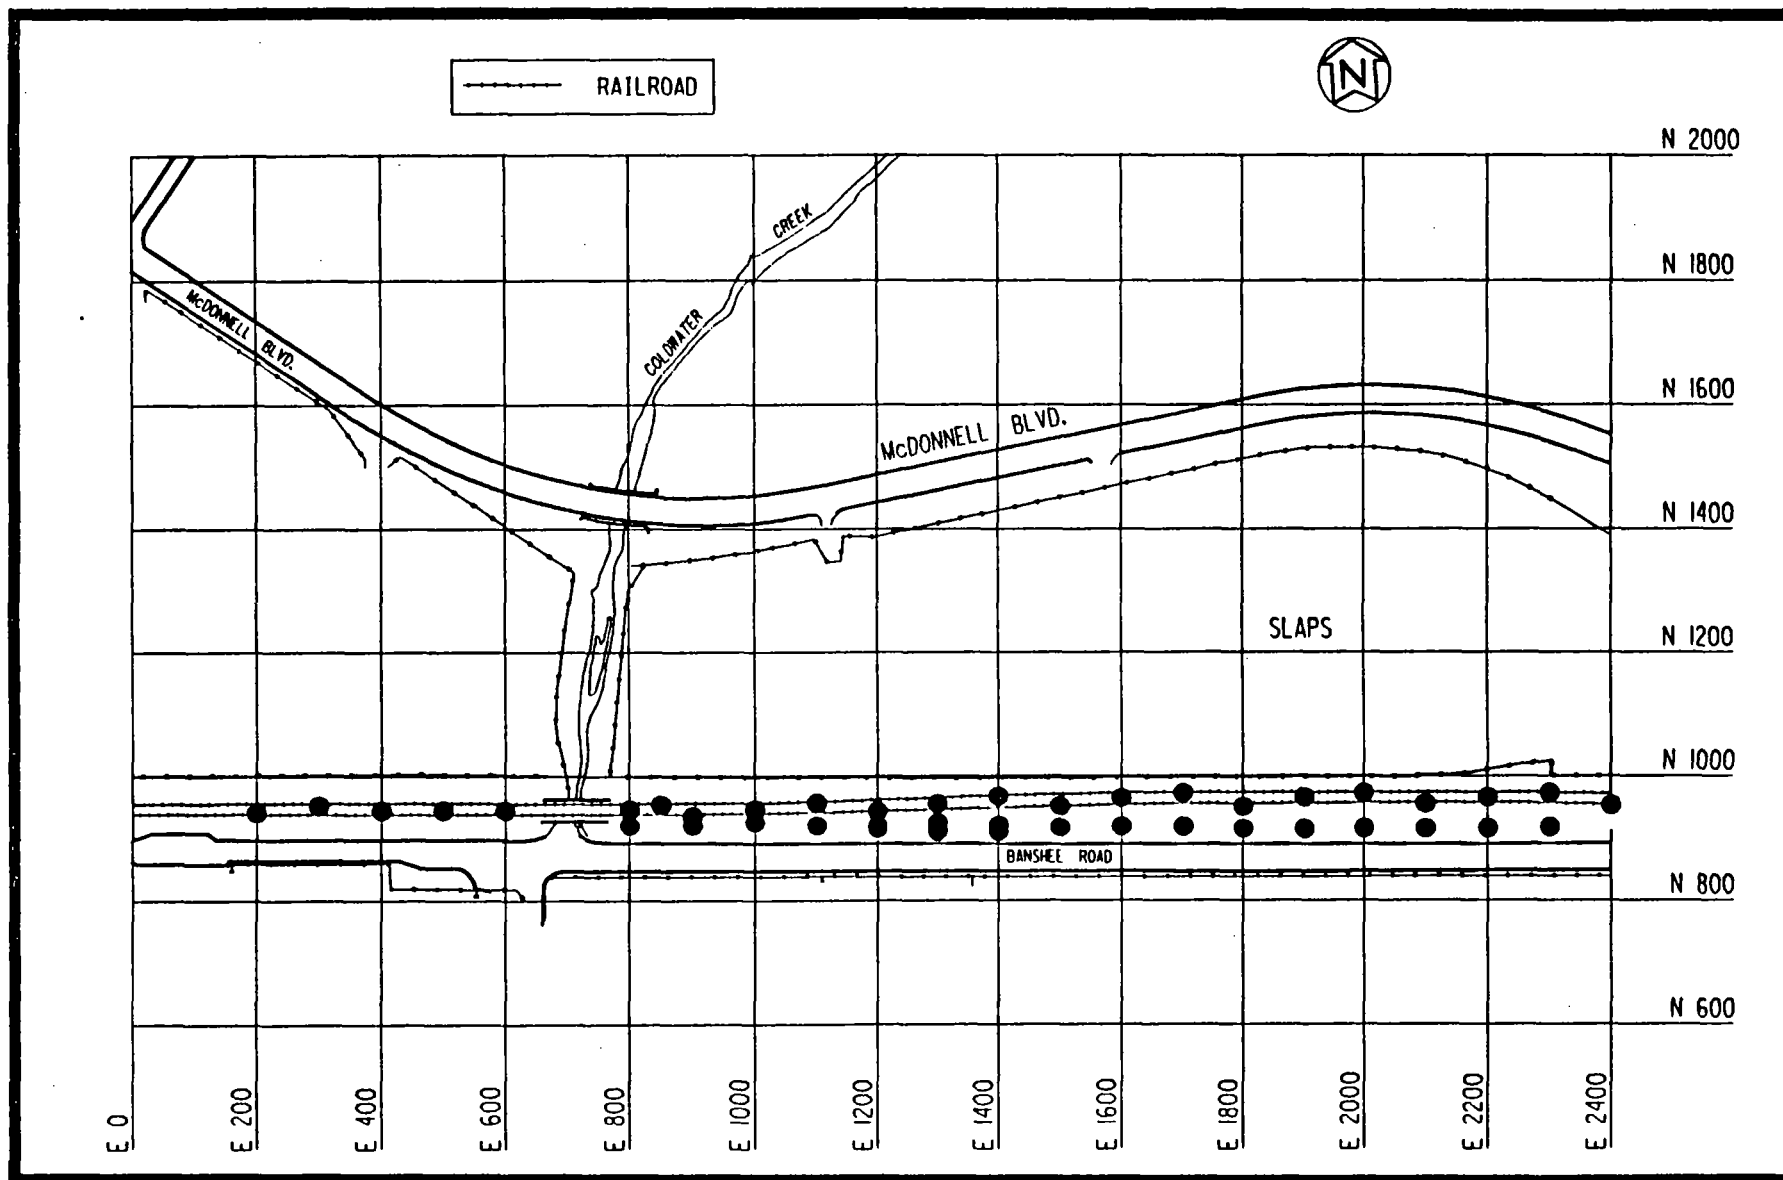 RAILROAD
N
N 2000
N 1800
N 1600
N 1400
N 1200
N 1000
N 800
N 600
CREEK
COLDWATER
McDONNELL BLVD.
McDONNELL BLVD.
SLAPS
BANSHEE ROAD
E 0
E 200
E 400
E 600
E 800
E 1000
E 1200
E 1400
E 1600
E 1800
E 2000
E 2200
E 2400